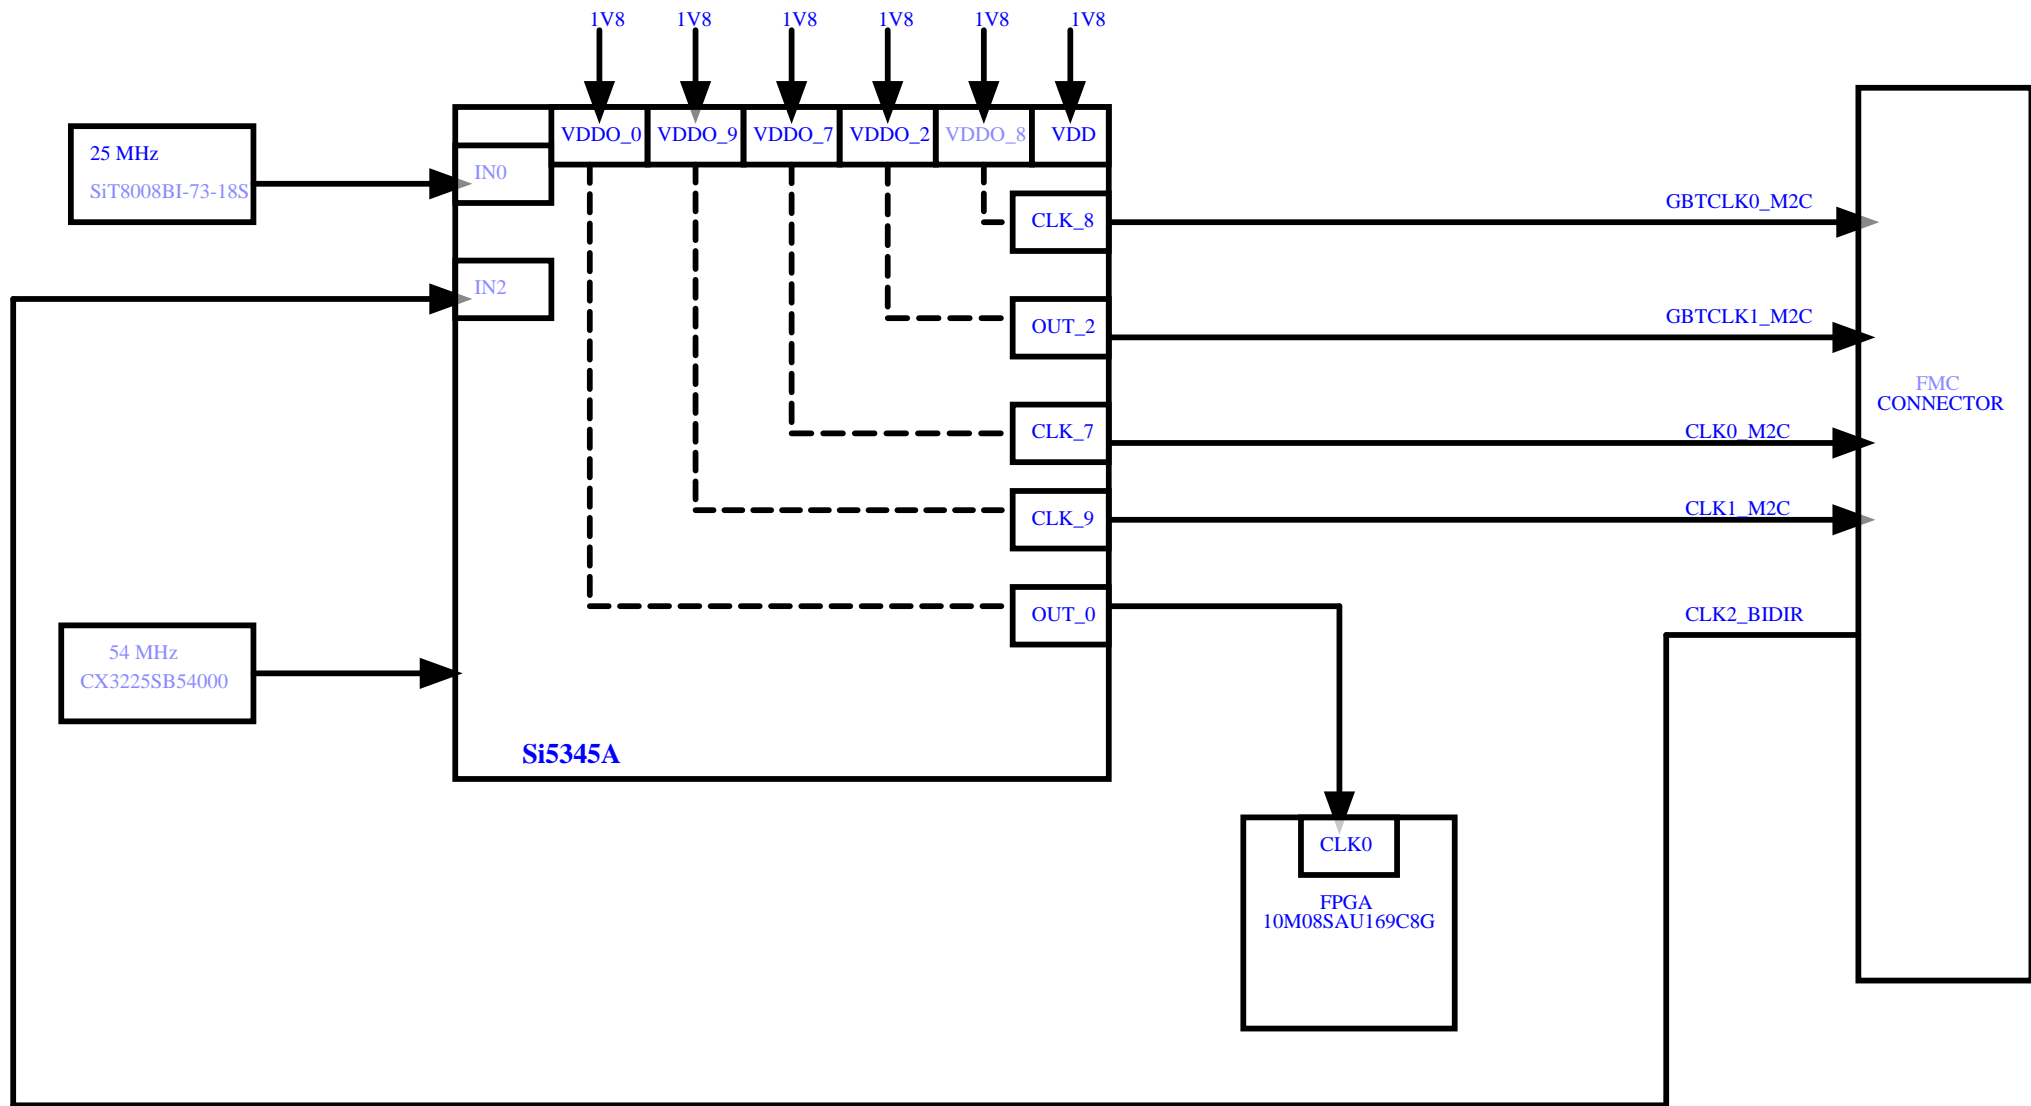 1V8
1V8
1V8
1V8
1V8
1V8
VDDO_0
VDDO_9
VDDO_7
VDDO_2
VDDO_8
VDD
25 MHz
SiT8008BI-73-18S
IN0
IN2
CLK_8
OUT_2
CLK_7
CLK_9
OUT_0
GBTCLK0_M2C
GBTCLK1_M2C
CLK0_M2C
CLK1_M2C
CLK2_BIDIR
FMC
CONNECTOR
54 MHz
CX3225SB54000
Si5345A
CLK0
FPGA
10M08SAU169C8G